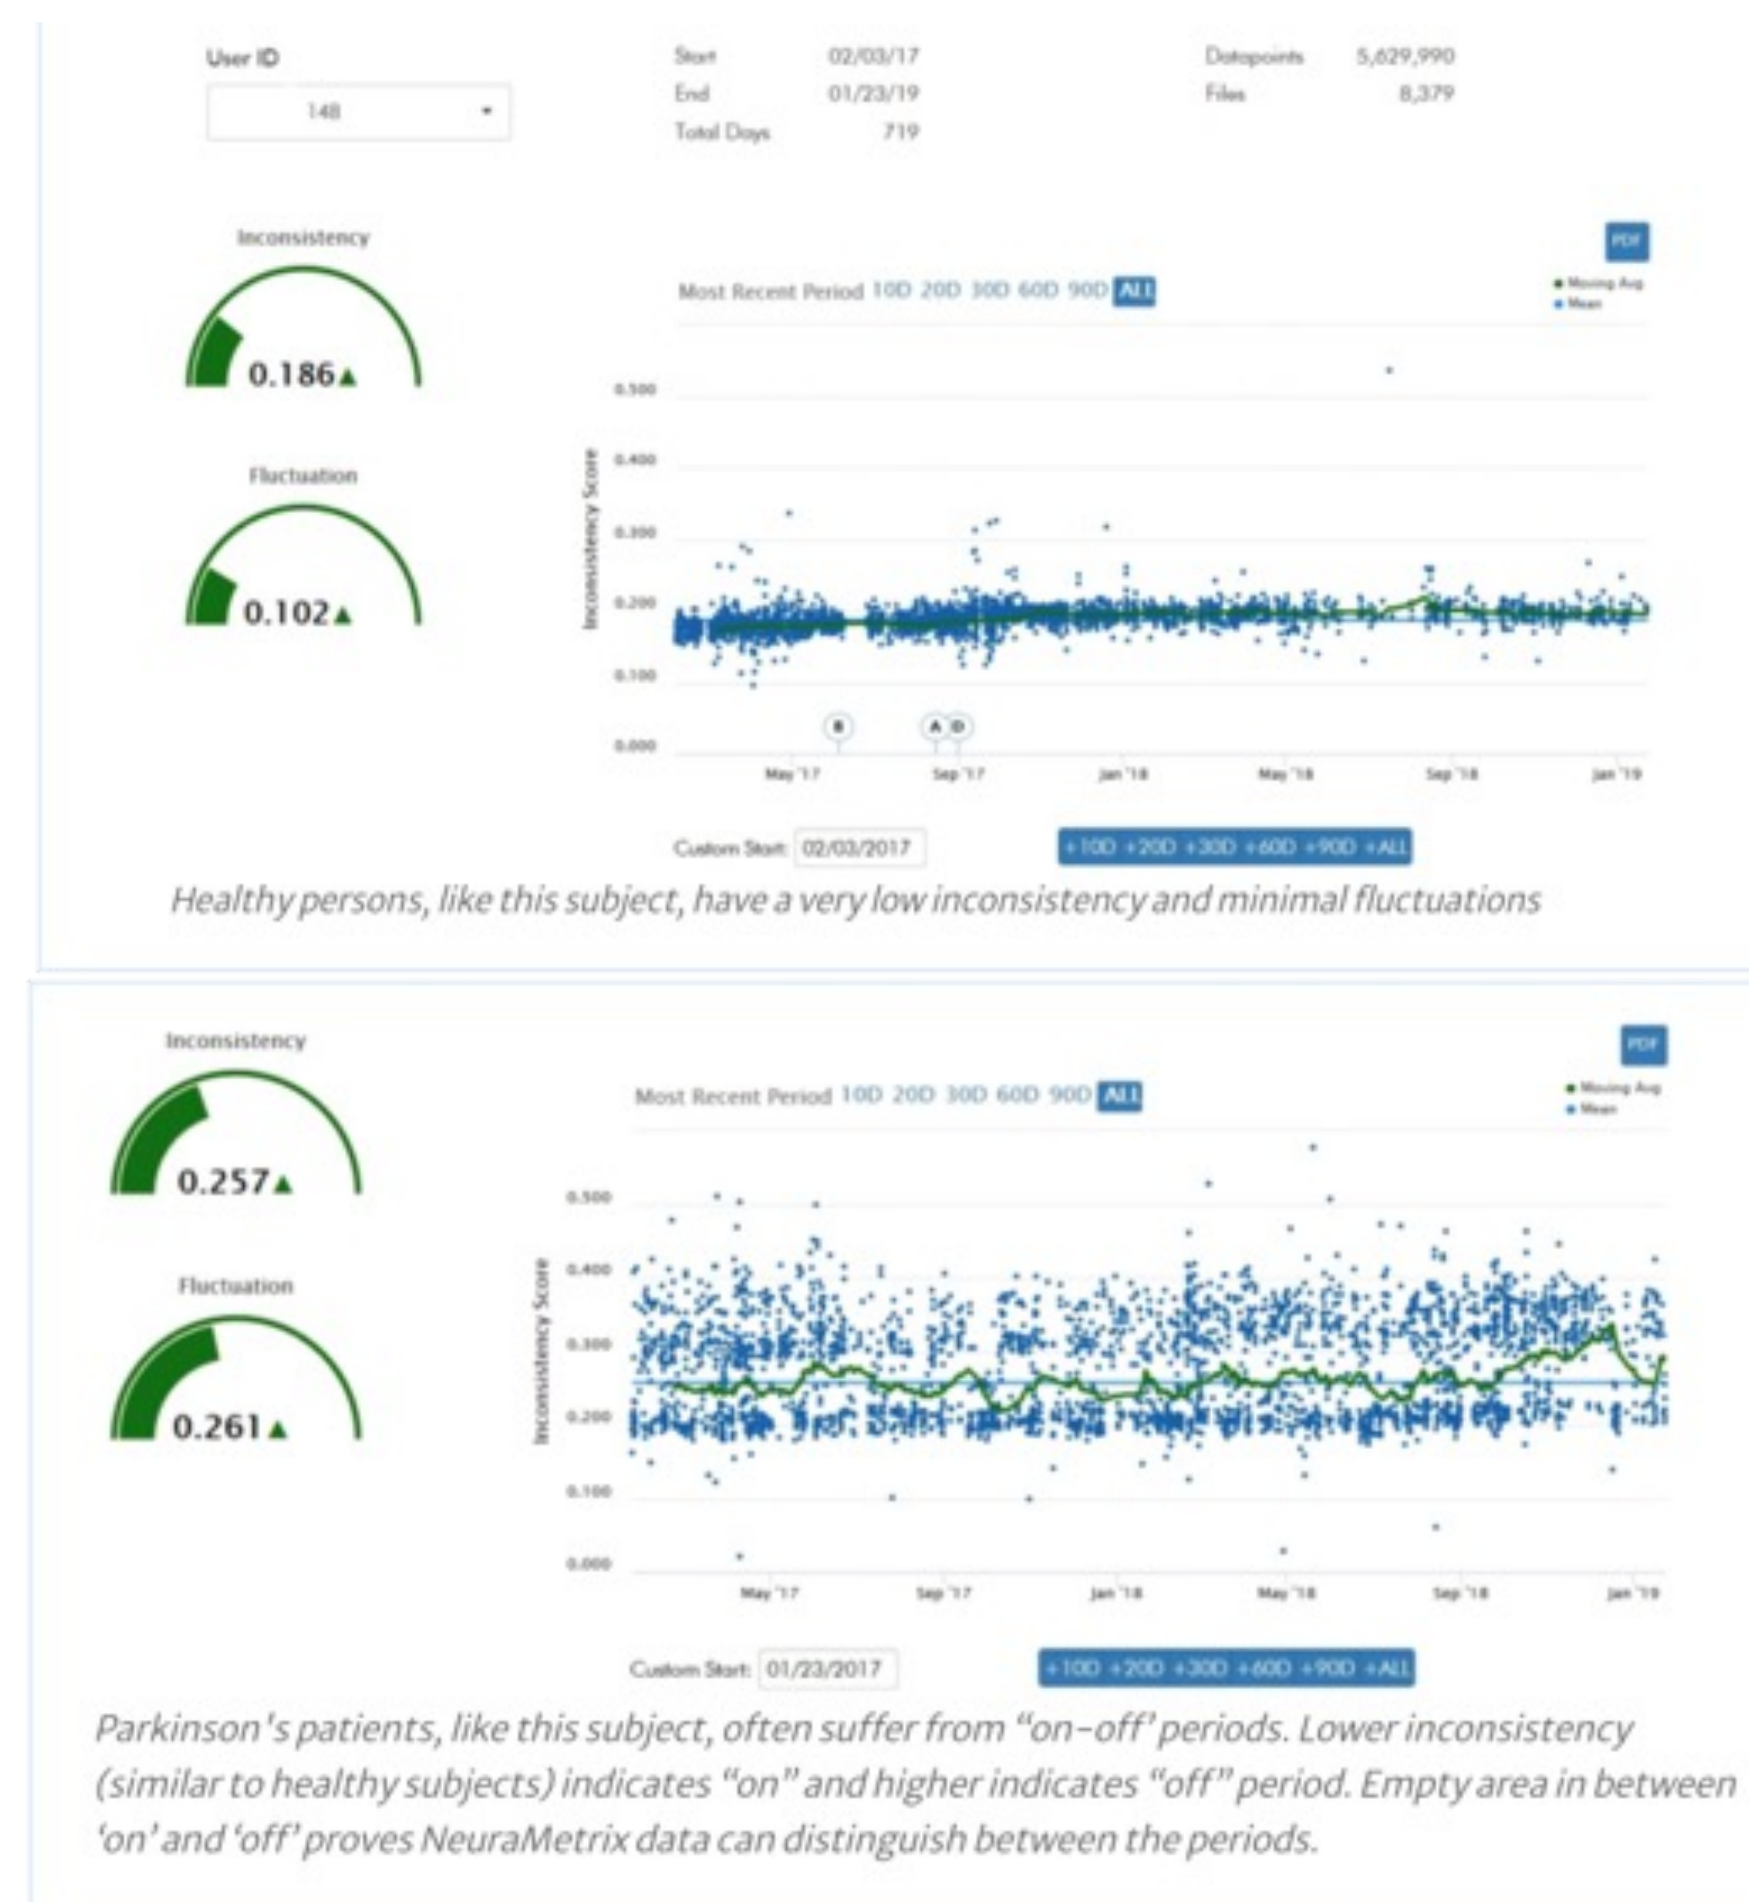 User ID
148
Start 02/03/17
End 01/23/19
Total Days 719
Datapoints 5,629,990
Files 8,379
Inconsistency
0.186
Fluctuation
0.102
PDF
Most Recent Period 10D 20D 30D 60D 90D ALL
Moving Avg
Mean
Inconsistency Score
0.500
0.400
0.300
0.200
0.100
0.000
B A D
May '17 Sep '17 Jan '18 May '18 Sep '18 Jan '19
Custom Start: 02/03/2017
+10D +20D +30D +60D +90D +ALL
Healthy persons, like this subject, have a very low inconsistency and minimal fluctuations
Inconsistency
0.257
Fluctuation
0.261
PDF
Most Recent Period 10D 20D 30D 60D 90D ALL
Moving Avg
Mean
Inconsistency Score
0.500
0.400
0.300
0.200
0.100
0.000
May '17 Sep '17 Jan '18 May '18 Sep '18 Jan '19
Custom Start: 01/23/2017
+10D +20D +30D +60D +90D +ALL
Parkinson's patients, like this subject, often suffer from “on-off’ periods. Lower inconsistency
(similar to healthy subjects) indicates “on” and higher indicates “off” period. Empty area in between
‘on’ and ‘off’ proves NeuraMetrix data can distinguish between the periods.